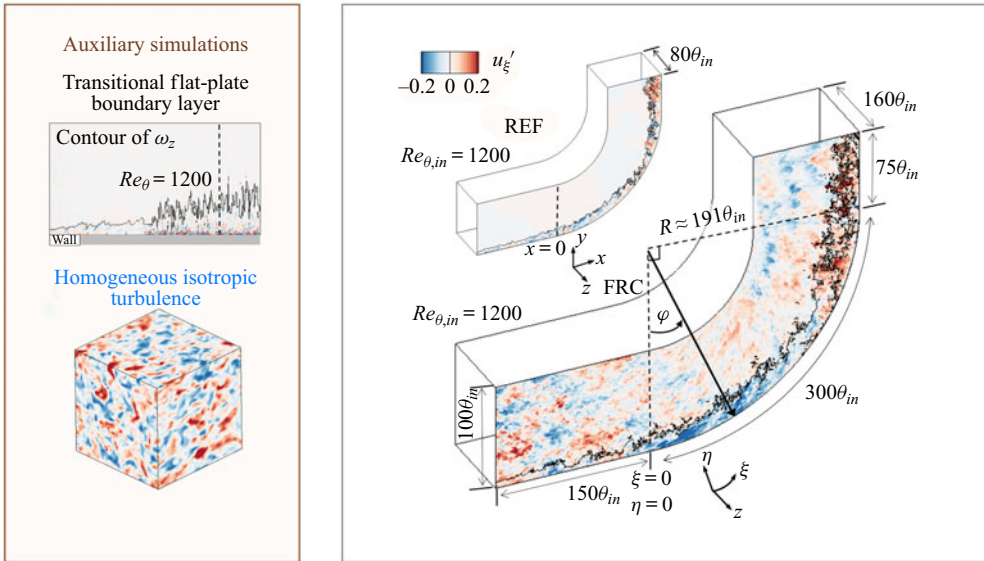 Auxiliary simulations
Transitional flat-plate
boundary layer
Contour of ω_z
Re_θ = 1200
Wall
Homogeneous isotropic
turbulence
u_ξ′
−0.2 0 0.2
REF
80θ_in
Re_θ,in = 1200
x = 0
y
x
z
160θ_in
75θ_in
R ≈ 191θ_in
FRC
Re_θ,in = 1200
φ
100θ_in
300θ_in
150θ_in
ξ = 0
η = 0
η
ξ
z